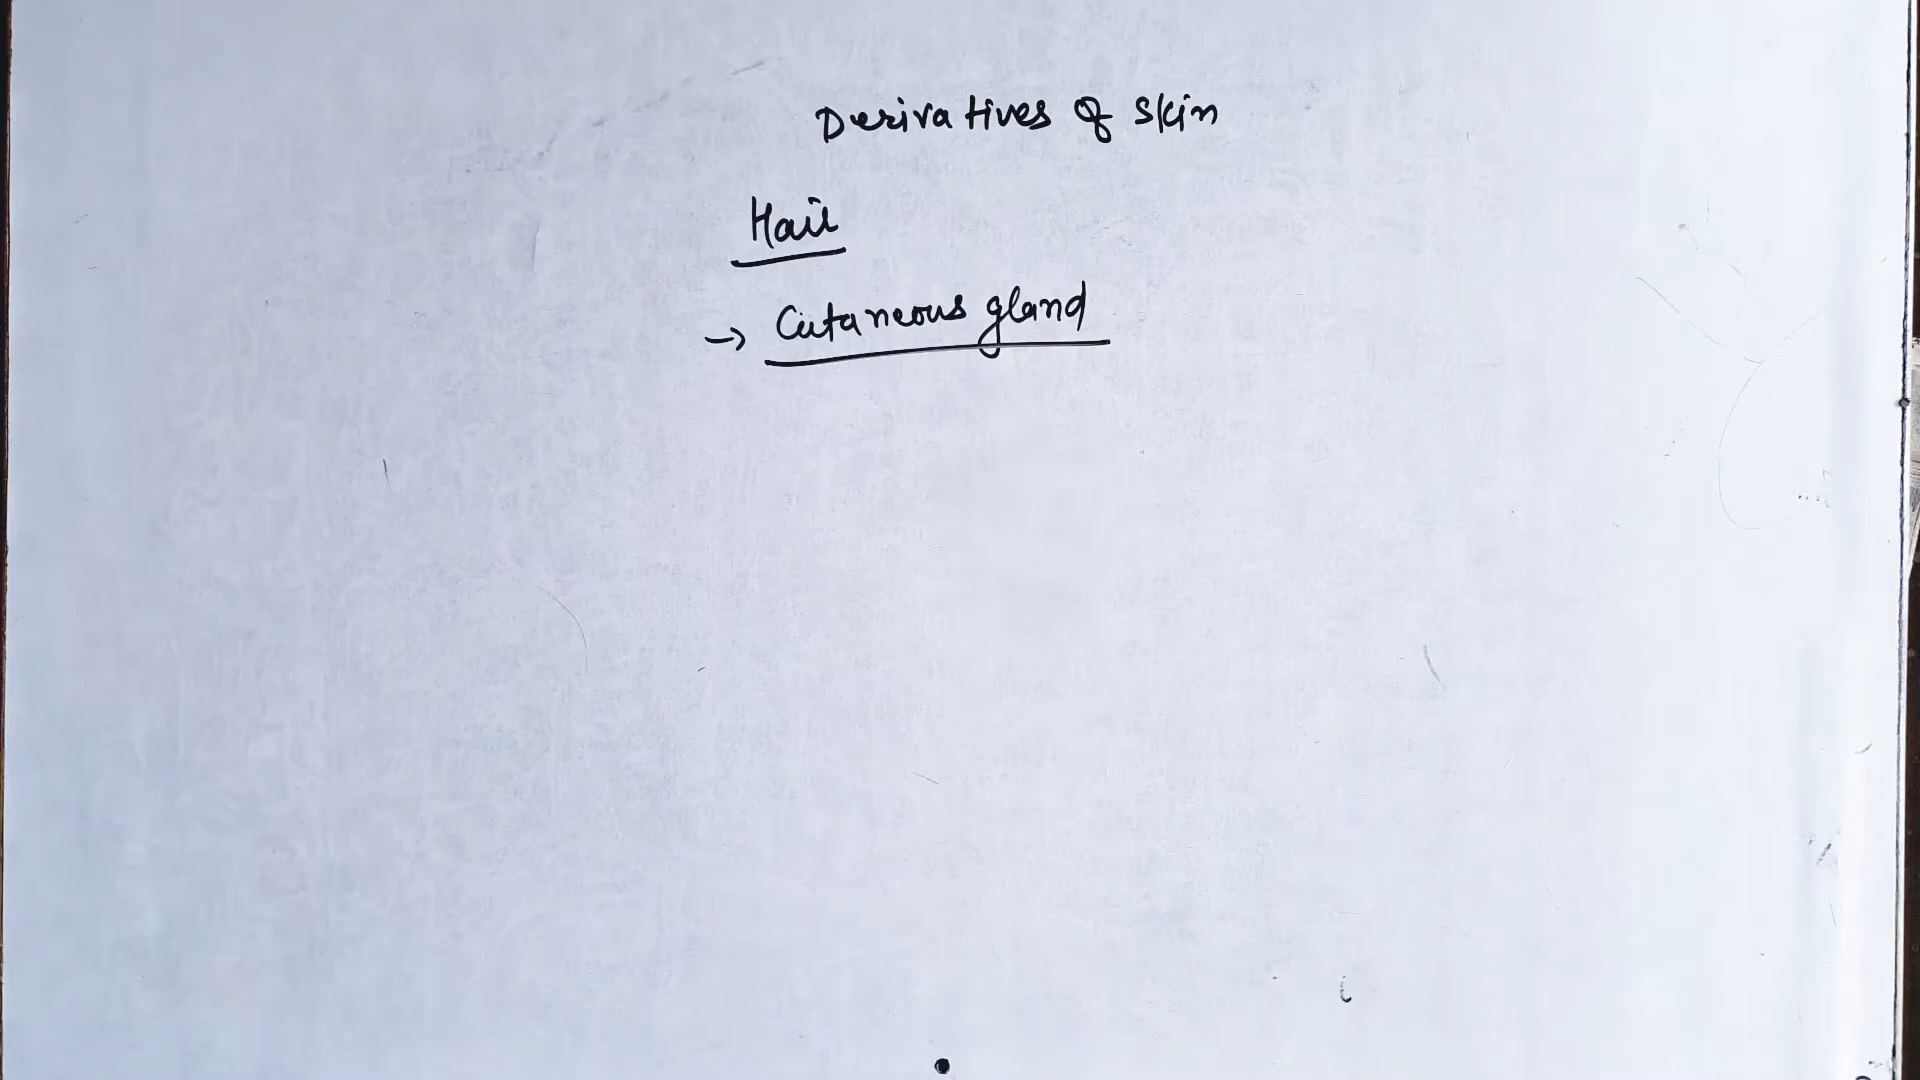 Derivatives of skin
Hair
→ Cutaneous gland